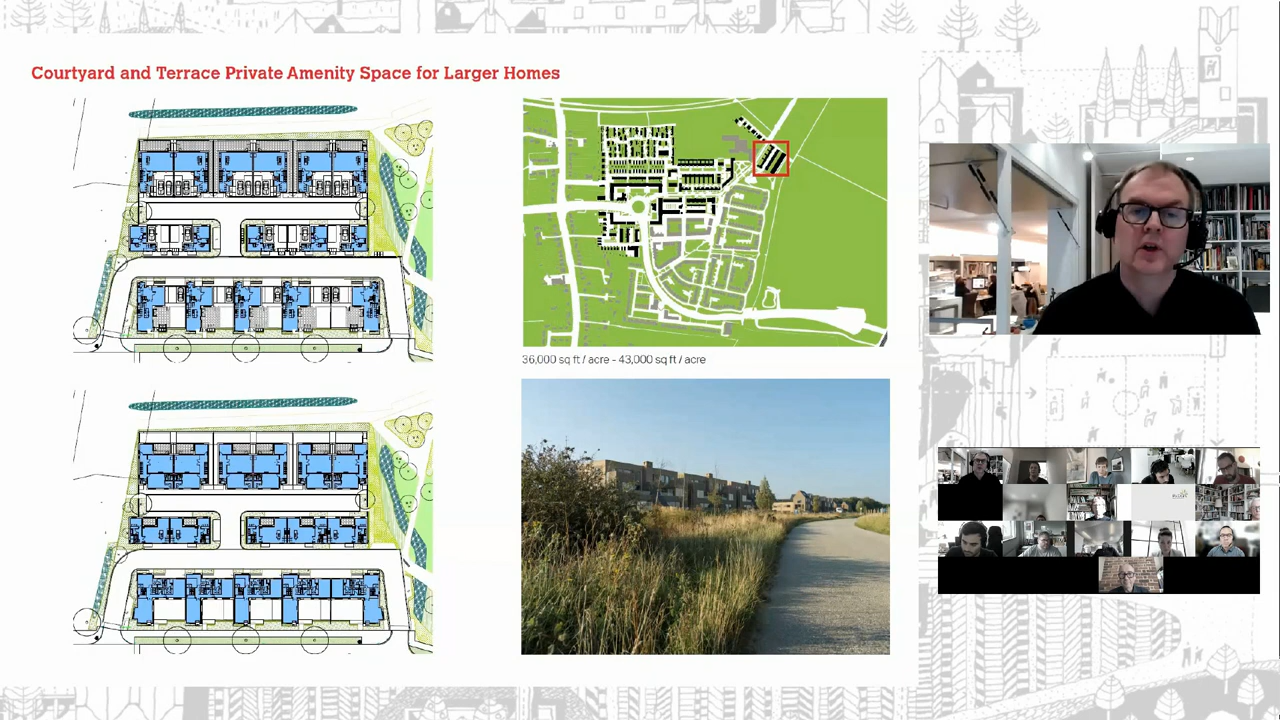 Courtyard and Terrace Private Amenity Space for Larger Homes
36,000 sq ft / acre - 43,000 sq ft / acre